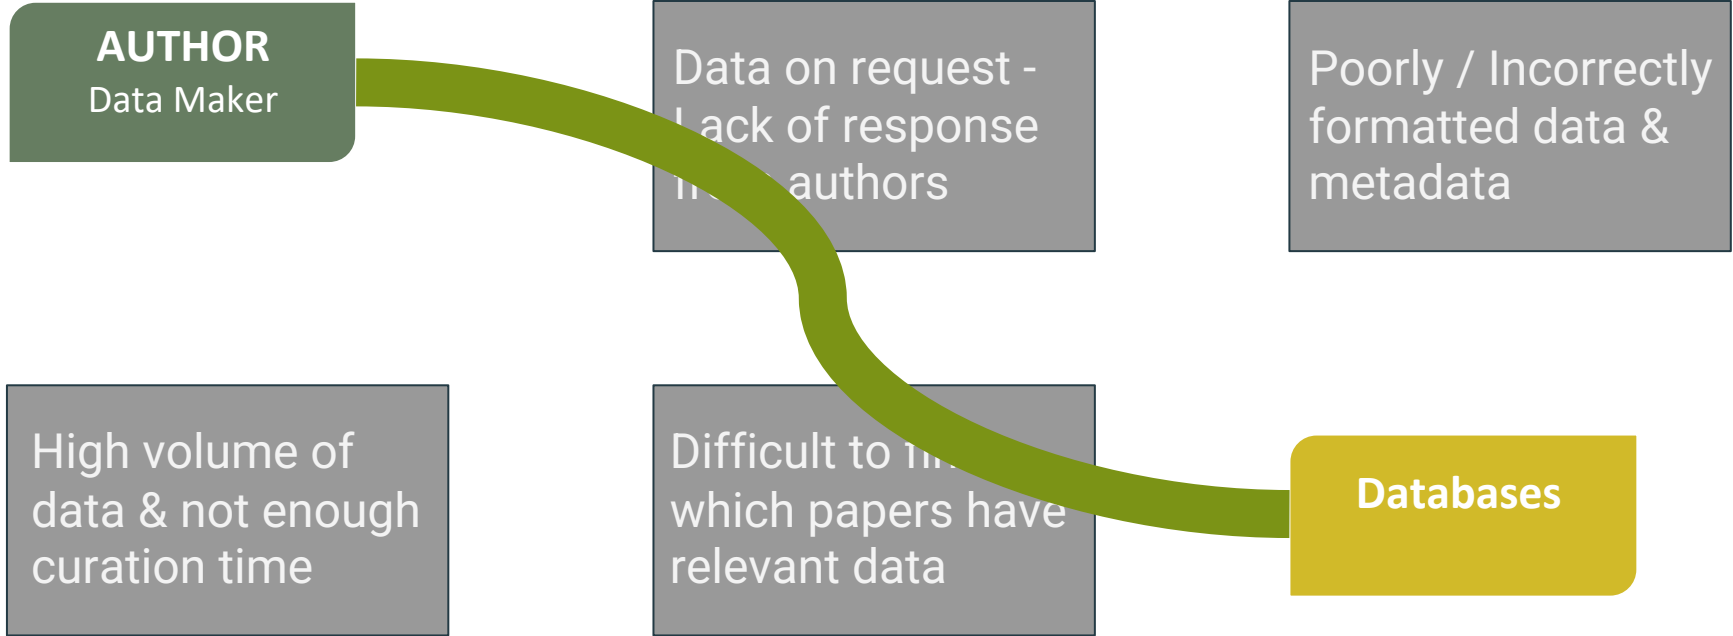 AUTHOR
Data Maker
Data on request -
Lack of response
authors
Poorly / Incorrectly
formatted data &
metadata
High volume of
data & not enough
curation time
Difficult to
which papers have
relevant data
Databases